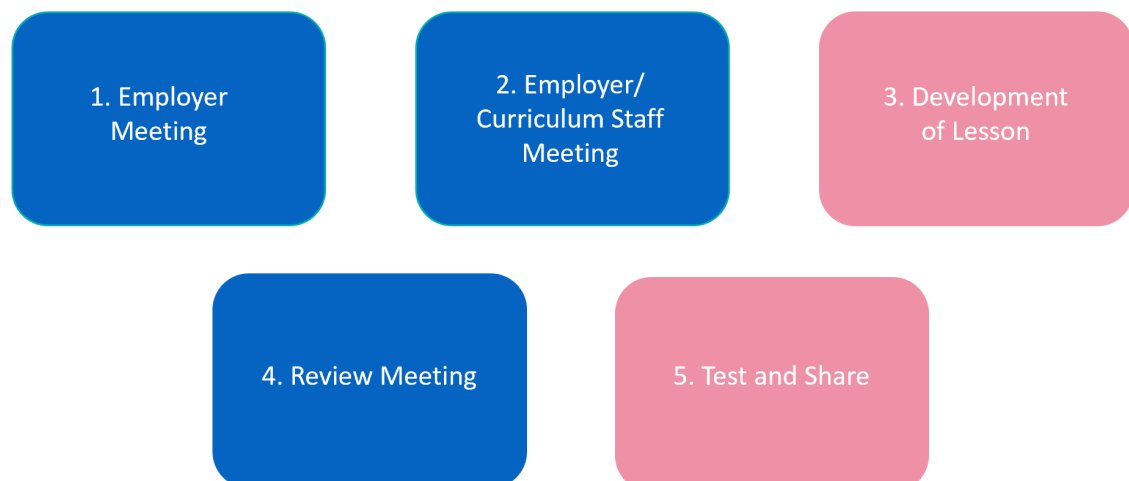 1. Employer
Meeting
2. Employer/
Curriculum Staff
Meeting
3. Development
of Lesson
4. Review Meeting
5. Test and Share